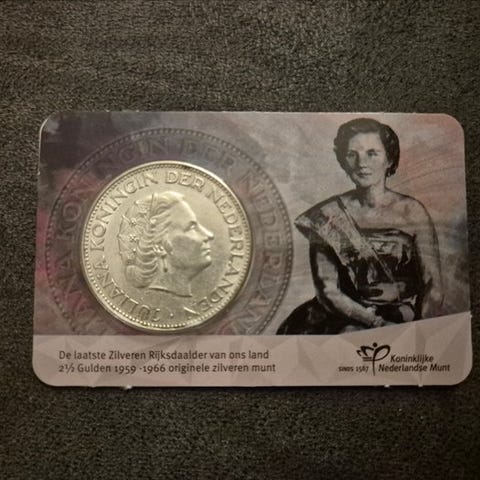 JULIANA KONINGIN DER NEDERLANDEN
De laatste Zilveren Rijksdaalder van ons land
2½ Gulden 1959 -1966 originele zilveren munt
SINDS 1567
Koninklijke
Nederlandse Munt